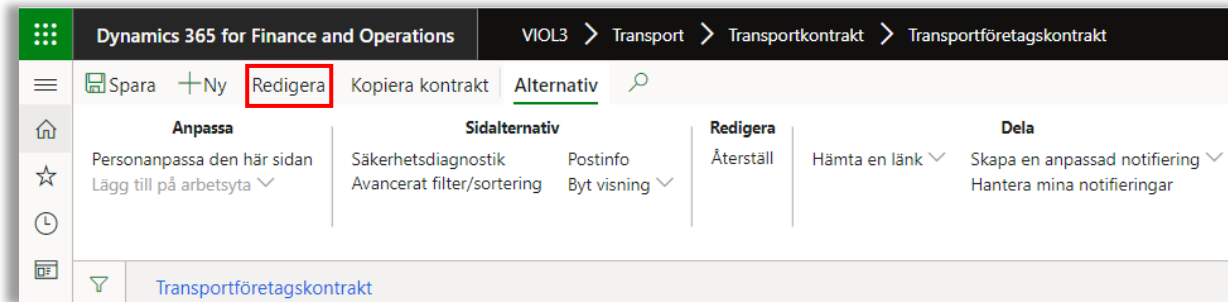 Dynamics 365 for Finance and Operations VIOL3 Transport Transportkontrakt Transportföretagskontrakt
Spara Ny Redigera Kopiera kontrakt Alternativ
Anpassa Sidalternativ Redigera Dela
Personanpassa den här sidan Säkerhetsdiagnostik Postinfo Återställ Hämta en länk Skapa en anpassad notifiering
Lägg till på arbetsyta Avancerat filter/sortering Byt visning Hantera mina notifieringar
Transportföretagskontrakt